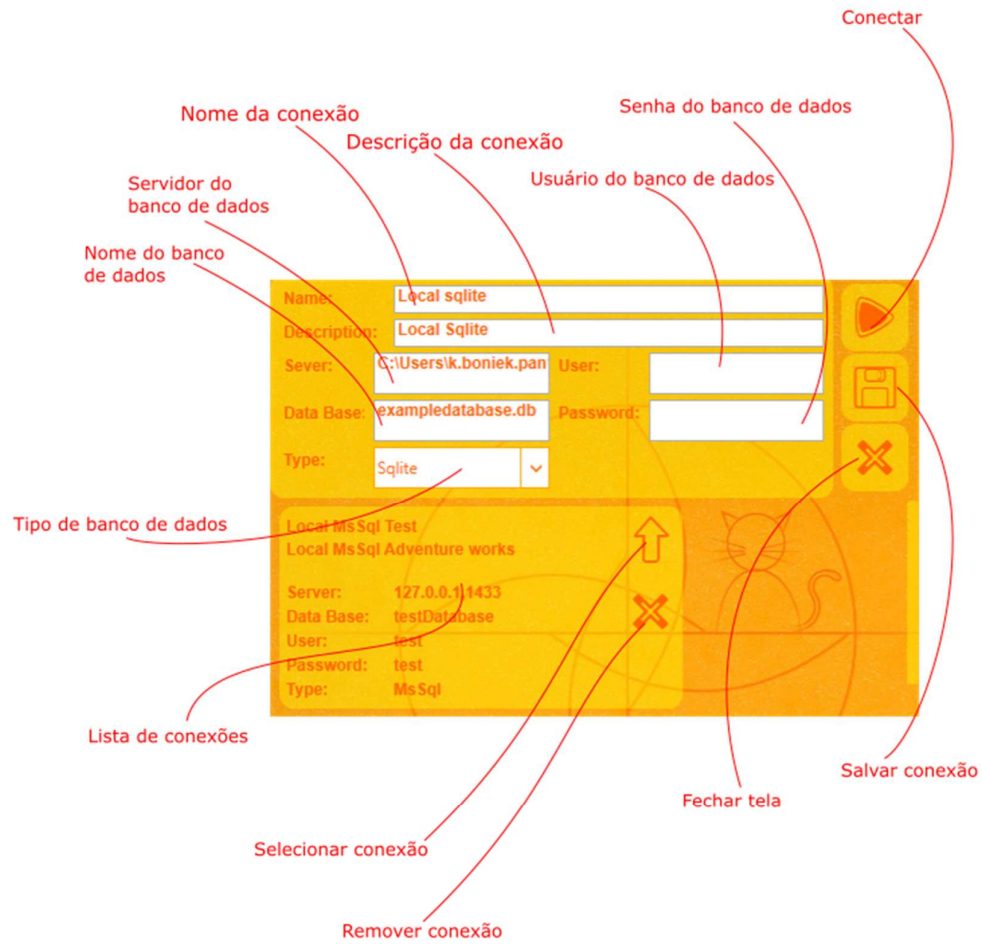 Conectar
Senha do banco de dados
Nome da conexão
Descrição da conexão
Usuário do banco de dados
Servidor do
banco de dados
Nome do banco
de dados
Name: Local sqlite
Description: Local Sqlite
Sever: C:\Users\k.boniek.pan User:
Data Base: exampledatabase.db Password:
Type: Sqlite
Tipo de banco de dados
Local MsSql Test
Local MsSql Adventure works
Server: 127.0.0.1\1433
Data Base: testDatabase
User: test
Password: test
Type: MsSql
Lista de conexões
Salvar conexão
Fechar tela
Selecionar conexão
Remover conexão